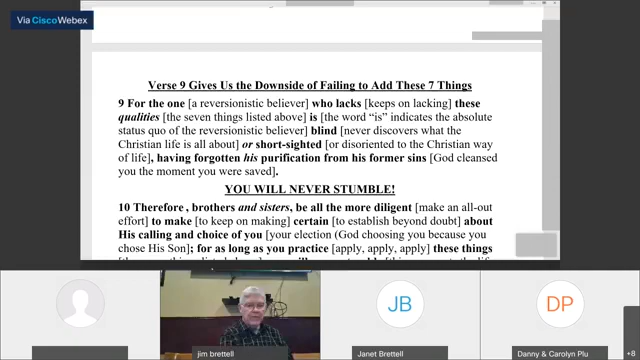 Via Cisco Webex
Verse 9 Gives Us the Downside of Failing to Add These 7 Things
9 For the one [a reversionistic believer] who lacks [keeps on lacking] these
qualities [the seven things listed above] is [the word "is" indicates the absolute
status quo of the reversionistic believer] blind [never discovers what the
Christian life is all about] or short-sighted [or disoriented to the Christian way
of life], having forgotten his purification from his former sins [God cleansed
you the moment you were saved].
YOU WILL NEVER STUMBLE!
10 Therefore, brothers and sisters, be all the more diligent [make an all-out
effort] to make [to keep on making] certain [to establish beyond doubt] about
His calling and choice of you [your election (God choosing you because you
chose His Son]; for as long as you practice [apply, apply, apply] these things
JB
DP
jim brettell
Janet Brettell
Danny & Carolyn Plu
+8